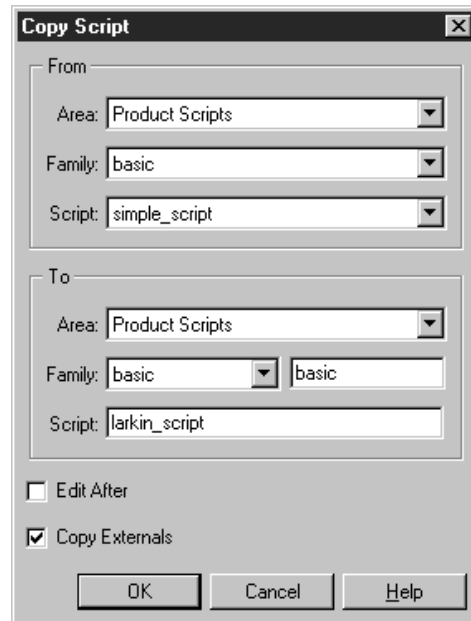 Copy Script
From
Area: Product Scripts
Family: basic
Script: simple_script
To
Area: Product Scripts
Family: basic basic
Script: larkin_script
Edit After
Copy Externals
OK Cancel Help